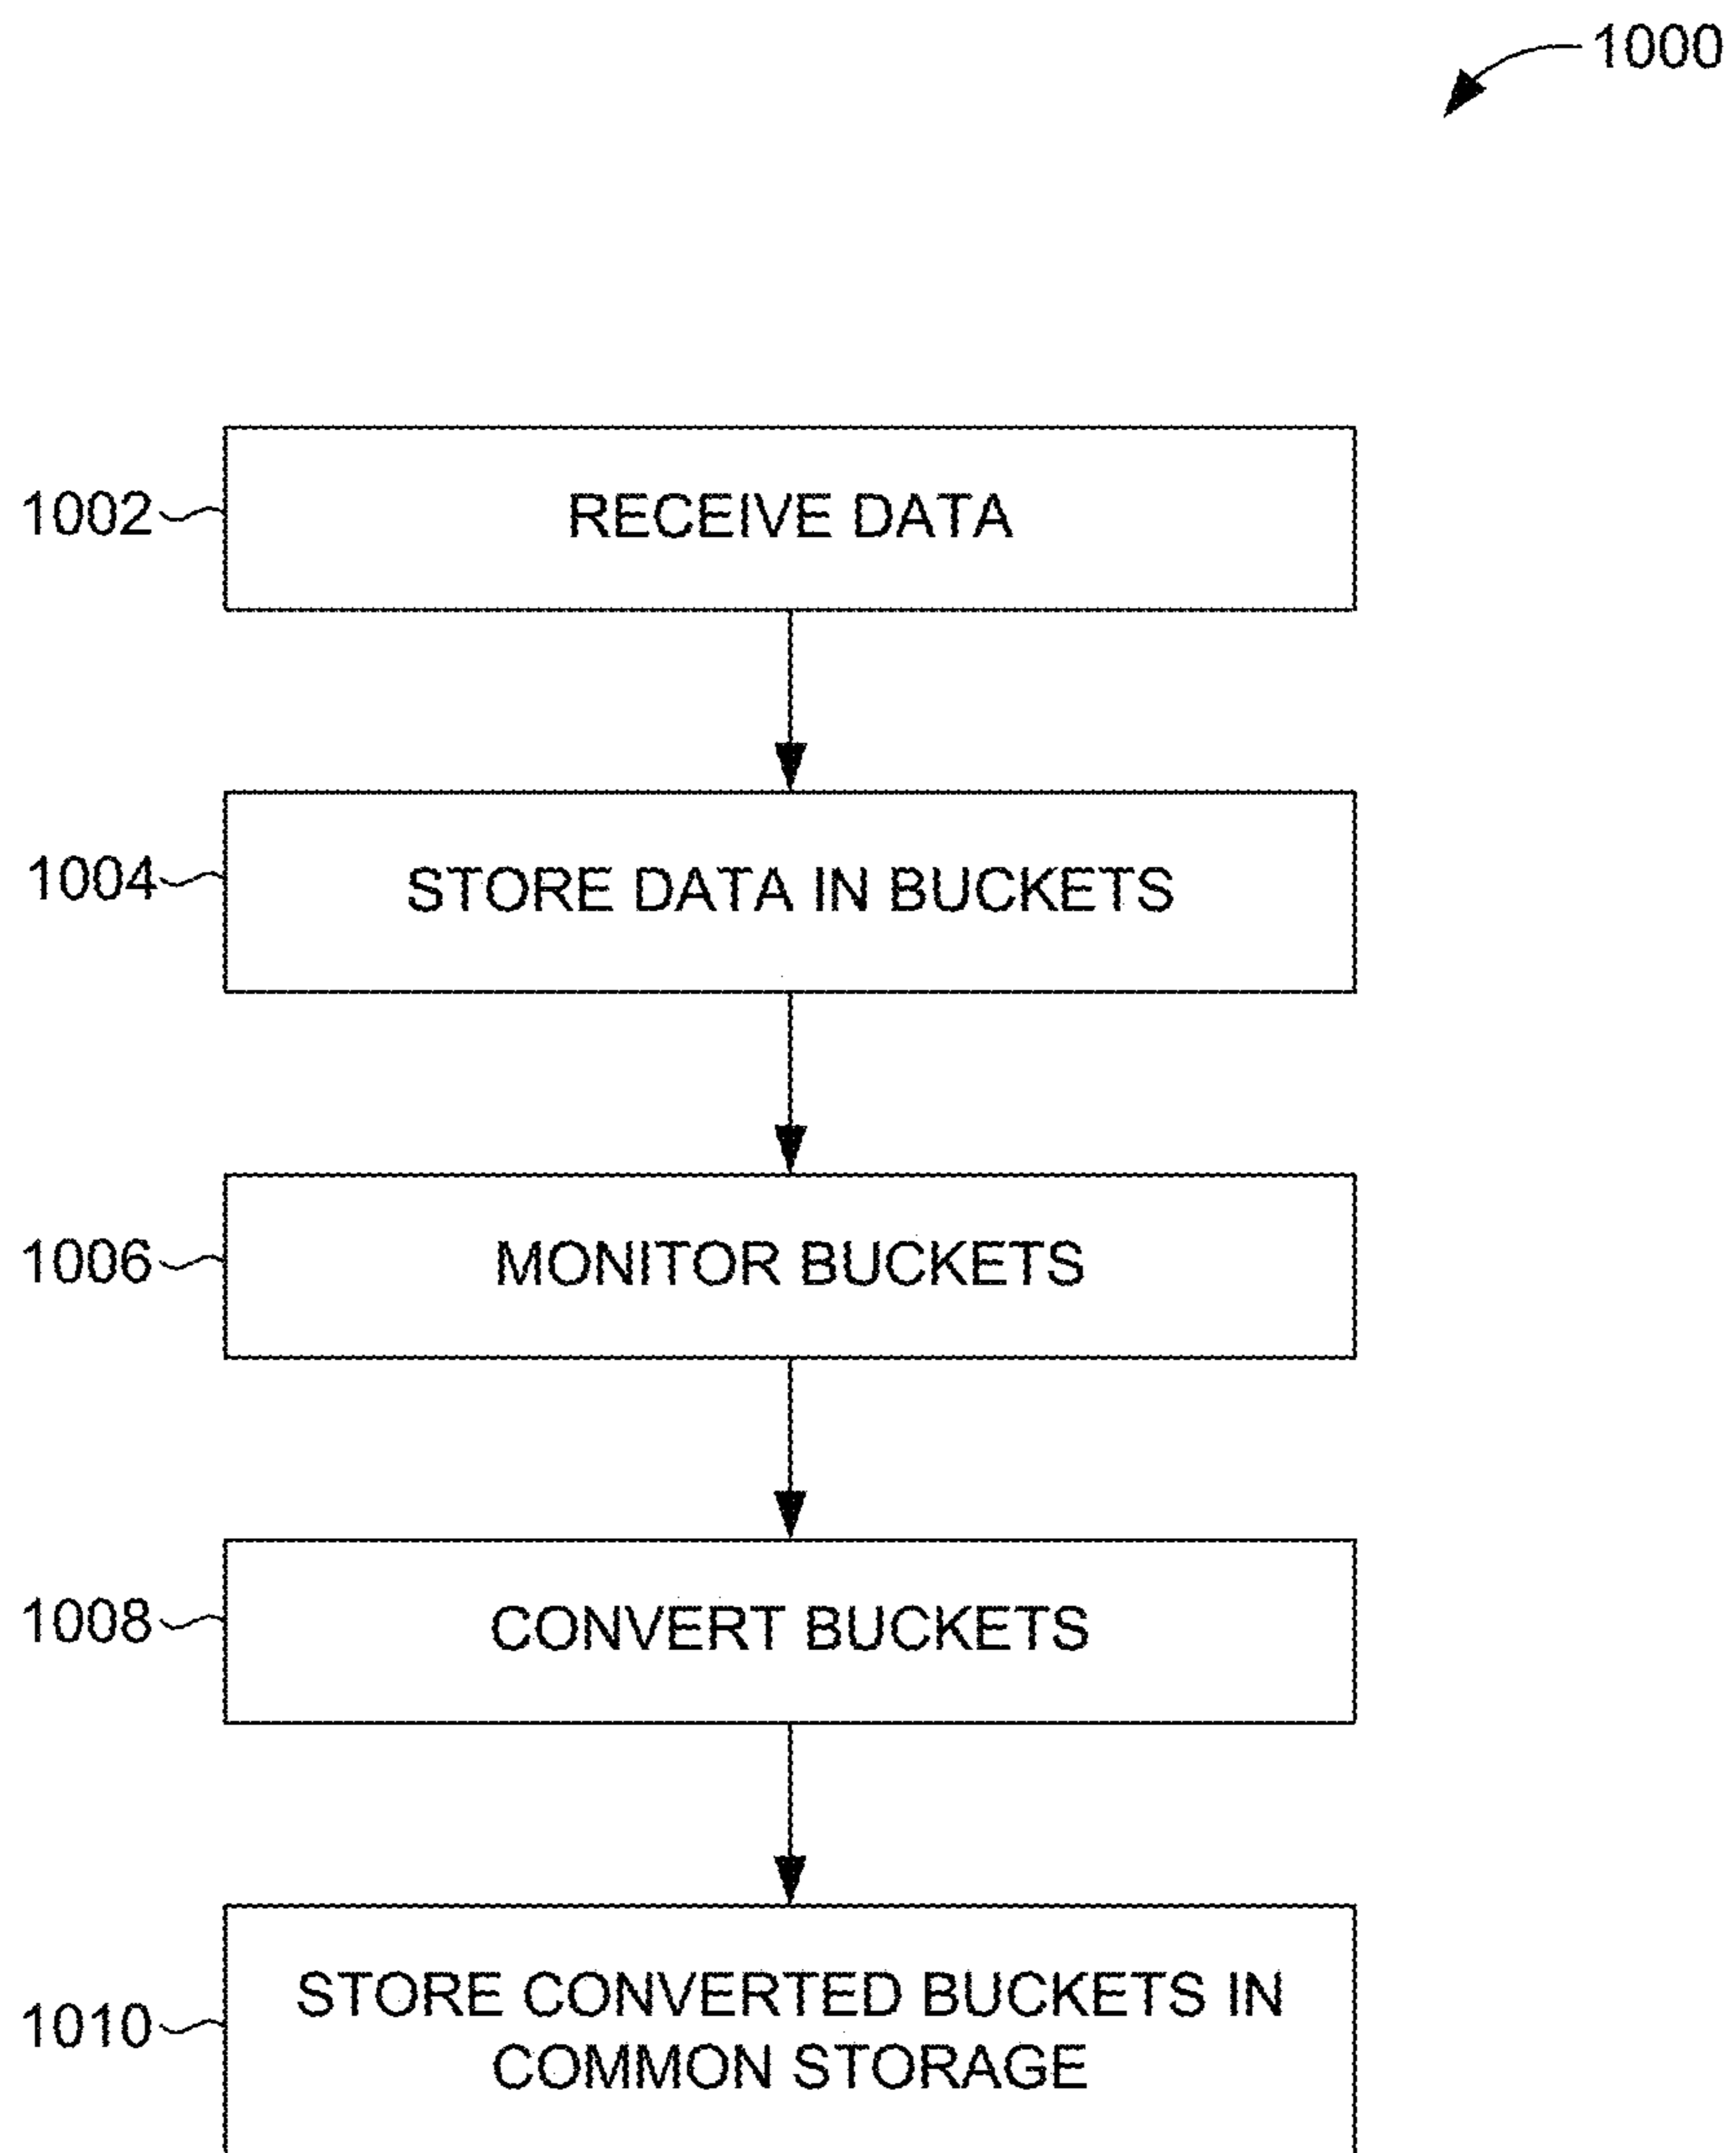 1000
1002
RECEIVE DATA
1004
STORE DATA IN BUCKETS
1006
MONITOR BUCKETS
1008
CONVERT BUCKETS
1010
STORE CONVERTED BUCKETS IN
COMMON STORAGE